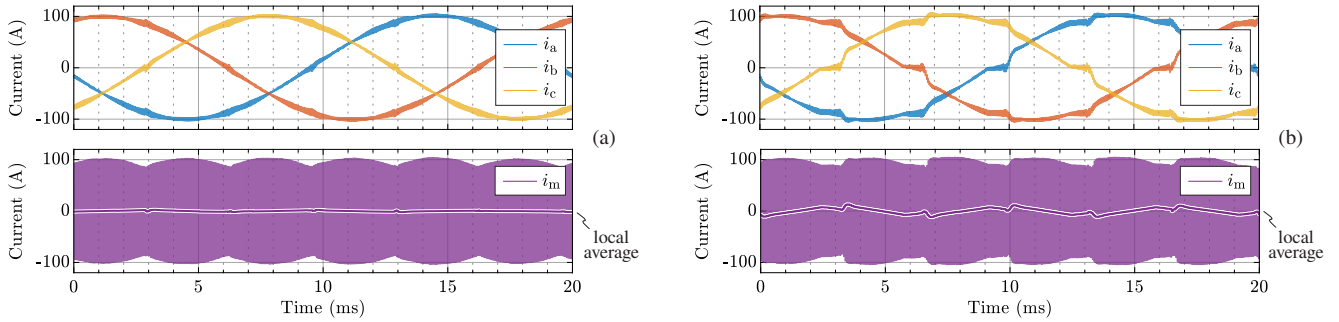 100
0
-100
Current (A)
i_a
i_b
i_c
(a)
100
0
-100
Current (A)
i_m
local
average
0 5 10 15 20
Time (ms)
100
0
-100
Current (A)
i_a
i_b
i_c
(b)
100
0
-100
Current (A)
i_m
local
average
0 5 10 15 20
Time (ms)